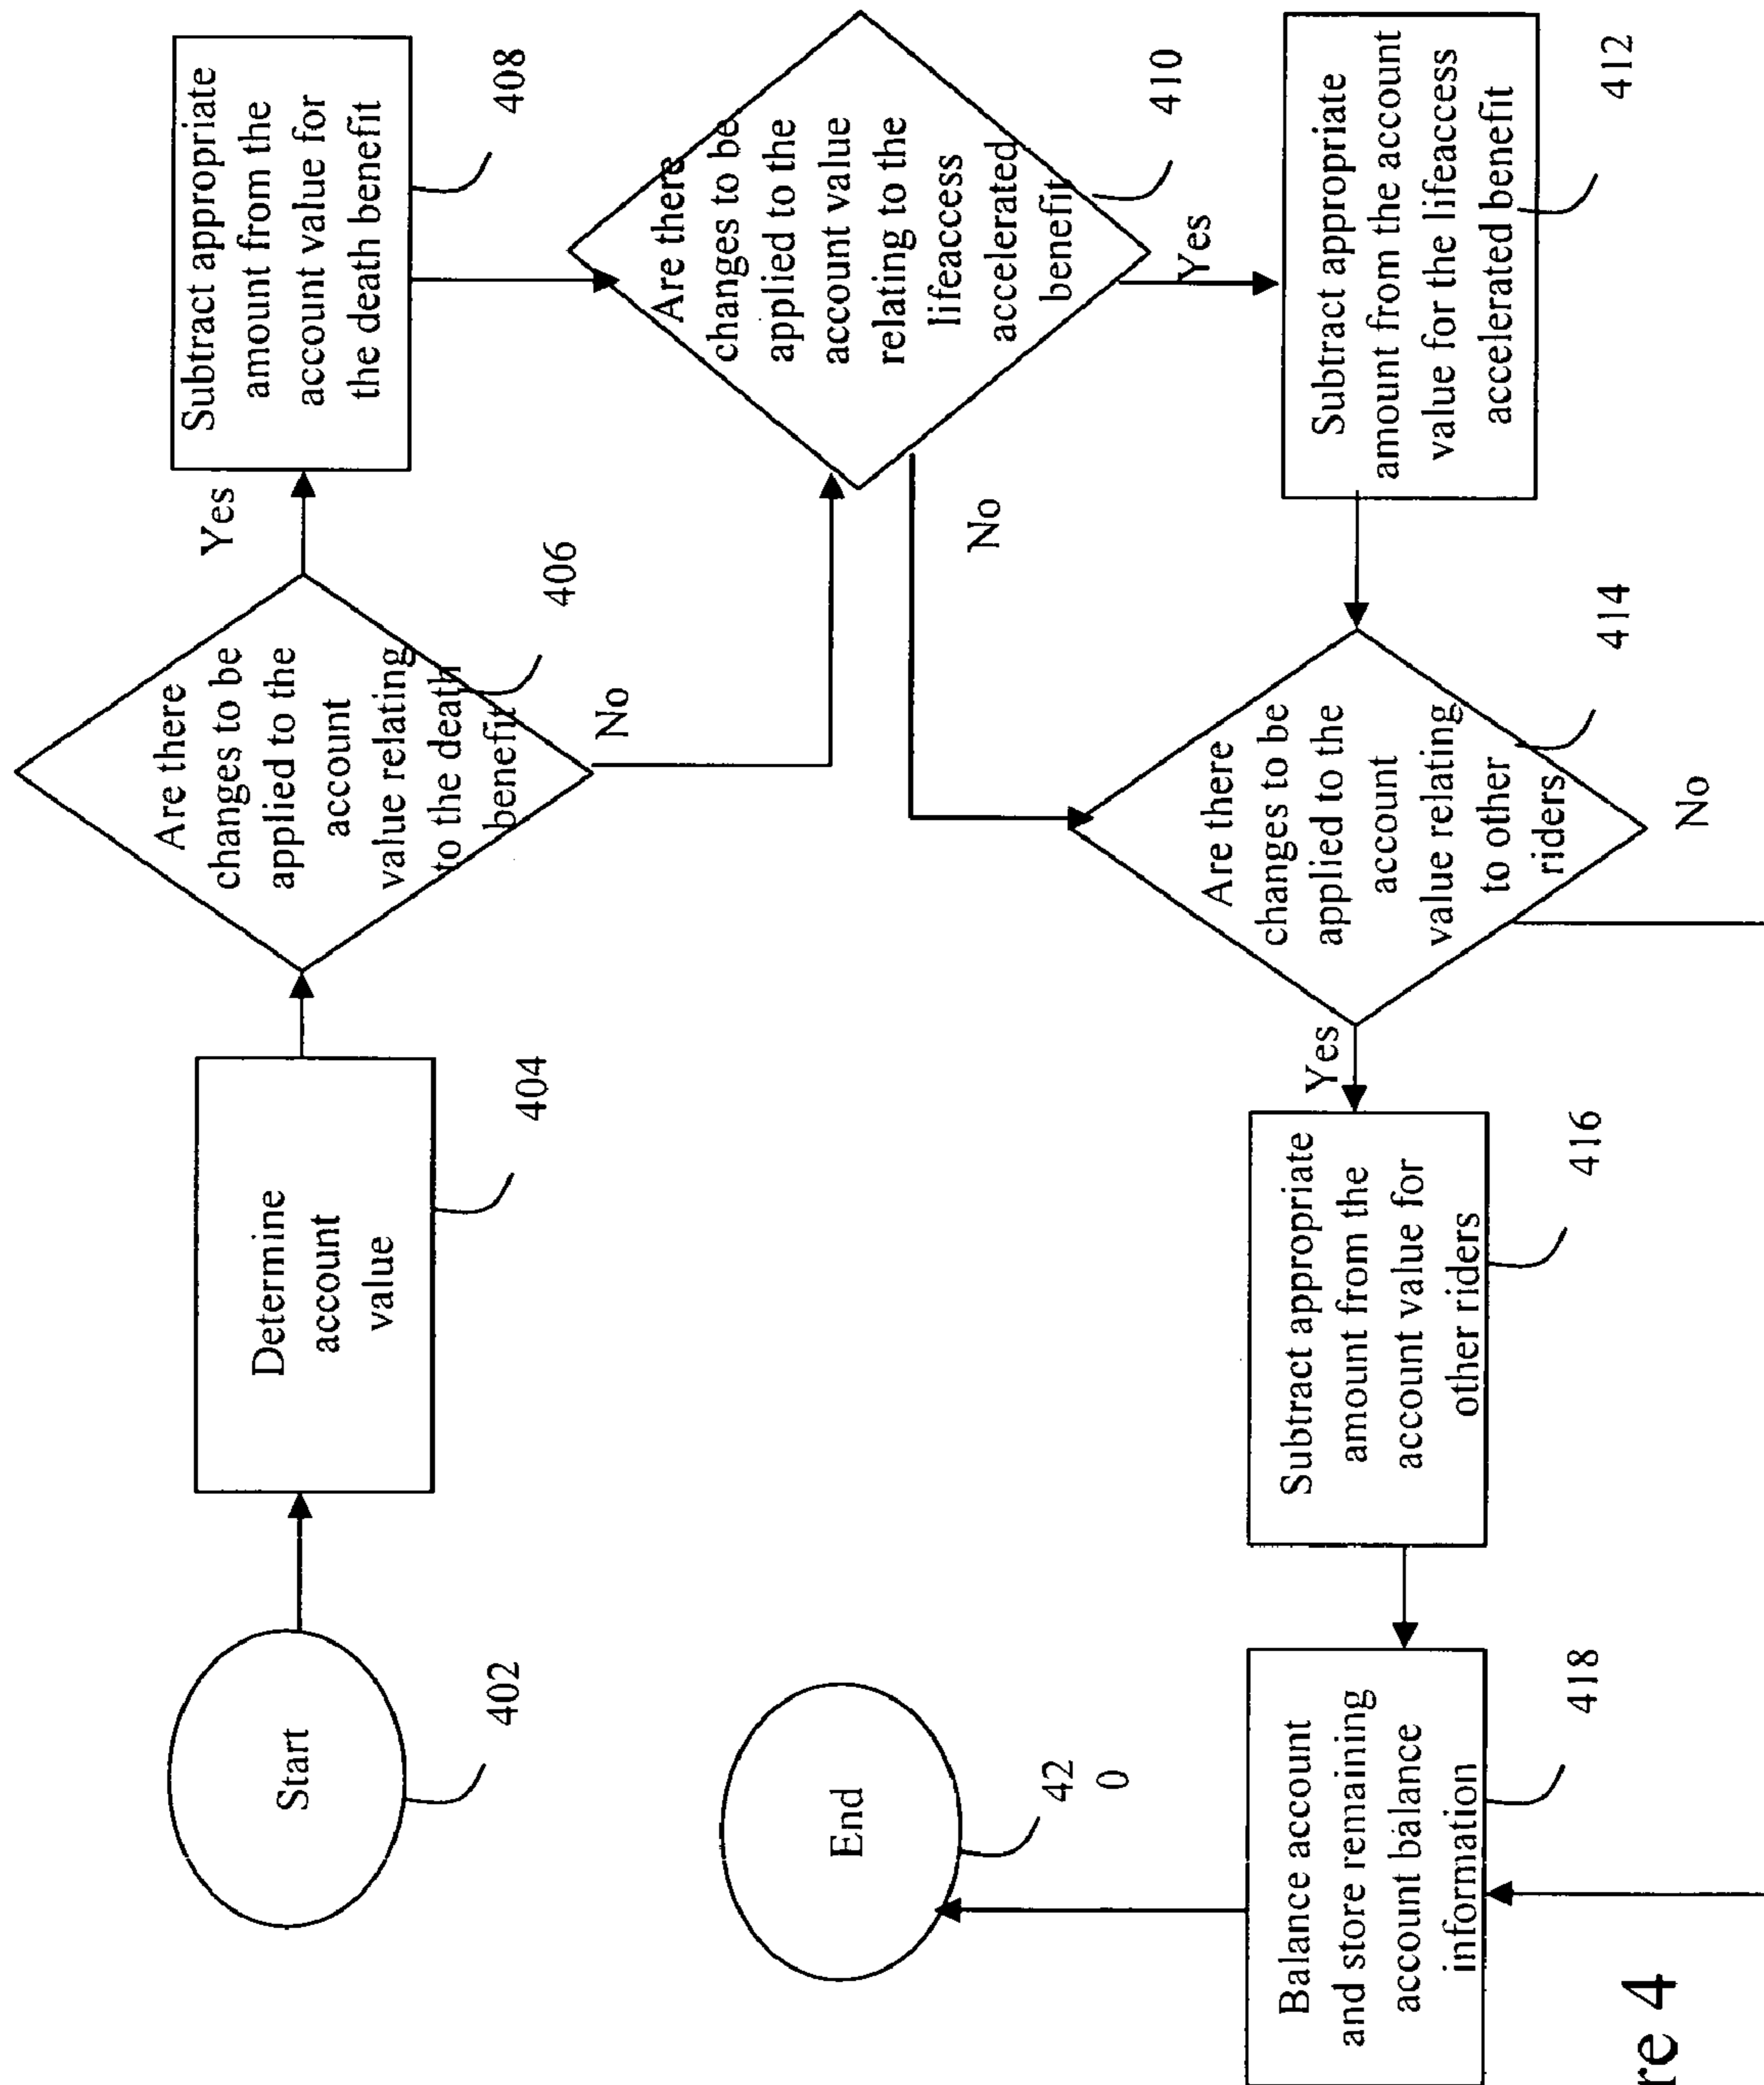 Start
402
Determine
account
value
404
Are there
changes to be
applied to the
account
value relating
to the death
benefit
406
Yes
No
Subtract appropriate
amount from the
account value for
the death benefit
408
Are there
changes to be
applied to the
account value
relating to the
lifeaccess
accelerated
benefit
410
Yes
No
Subtract appropriate
amount from the account
value for the lifeaccess
accelerated benefit
412
Are there
changes to be
applied to the
account
value relating
to other
riders
414
Yes
No
Subtract appropriate
amount from the
account value for
other riders
416
Balance account
and store remaining
account balance
information
418
End
42
0
re 4